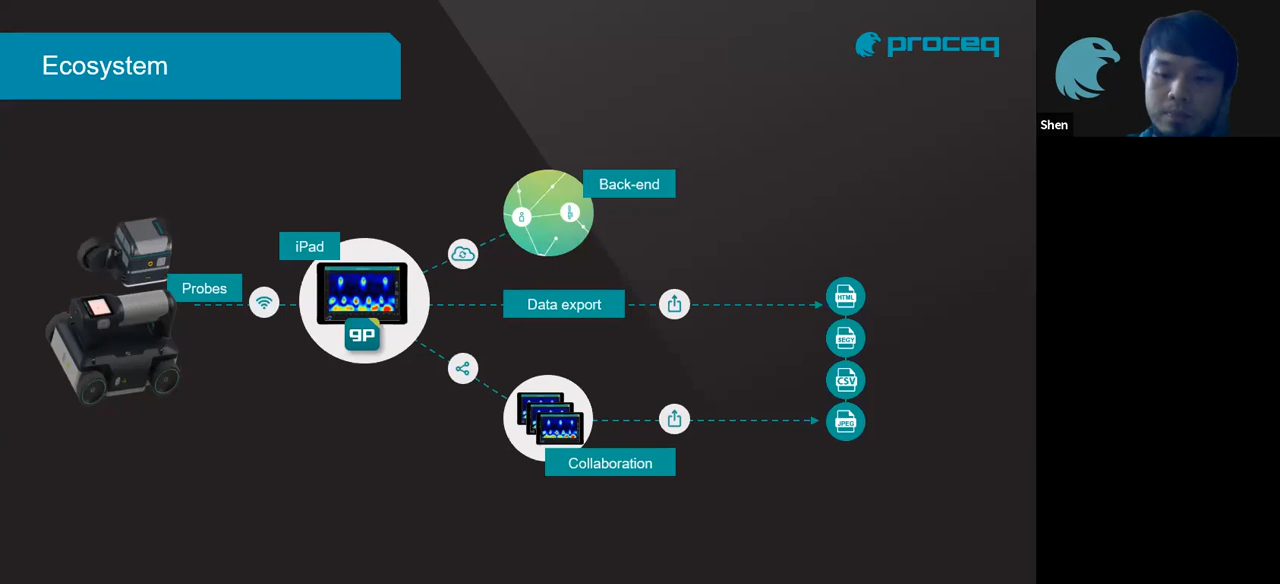 Ecosystem
proceq
Shen
Back-end
iPad
Probes
gp
Data export
HTML
SEGY
CSV
JPEG
Collaboration